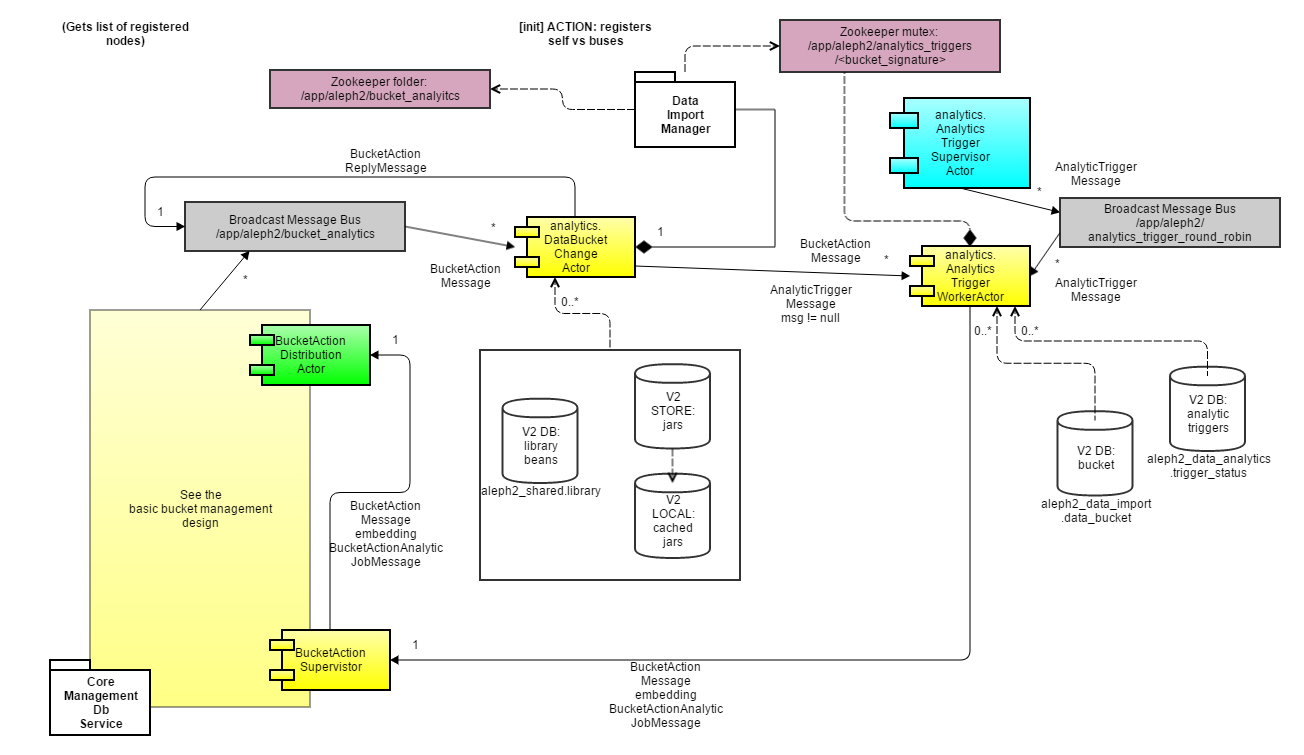 (Gets list of registered
nodes)
[init] ACTION: registers
self vs buses
Zookeeper mutex:
/app/aleph2/analytics_triggers
/<bucket_signature>
Zookeeper folder:
/app/aleph2/bucket_analyitcs
Data
Import
Manager
analytics.
Analytics
Trigger
Supervisor
Actor
BucketAction
ReplyMessage
AnalyticTrigger
Message
*
1
Broadcast Message Bus
/app/aleph2/bucket_analytics
*
analytics.
DataBucket
Change
Actor
1
Broadcast Message Bus
/app/aleph2/
analytics_trigger_round_robin
BucketAction
Message
*
BucketAction
Message
*
analytics.
Analytics
Trigger
WorkerActor
*
AnalyticTrigger
Message
AnalyticTrigger
Message
msg != null
*
0..*
0..*
0..*
BucketAction
Distribution
Actor
1
V2 DB:
library
beans
aleph2_shared.library
V2
STORE:
jars
V2
LOCAL:
cached
jars
V2 DB:
analytic
triggers
aleph2_data_analytics
.trigger_status
V2 DB:
bucket
aleph2_data_import
.data_bucket
See the
basic bucket management
design
BucketAction
Message
embedding
BucketActionAnalytic
JobMessage
BucketAction
Supervistor
1
BucketAction
Message
embedding
BucketActionAnalytic
JobMessage
Core
Management
Db
Service